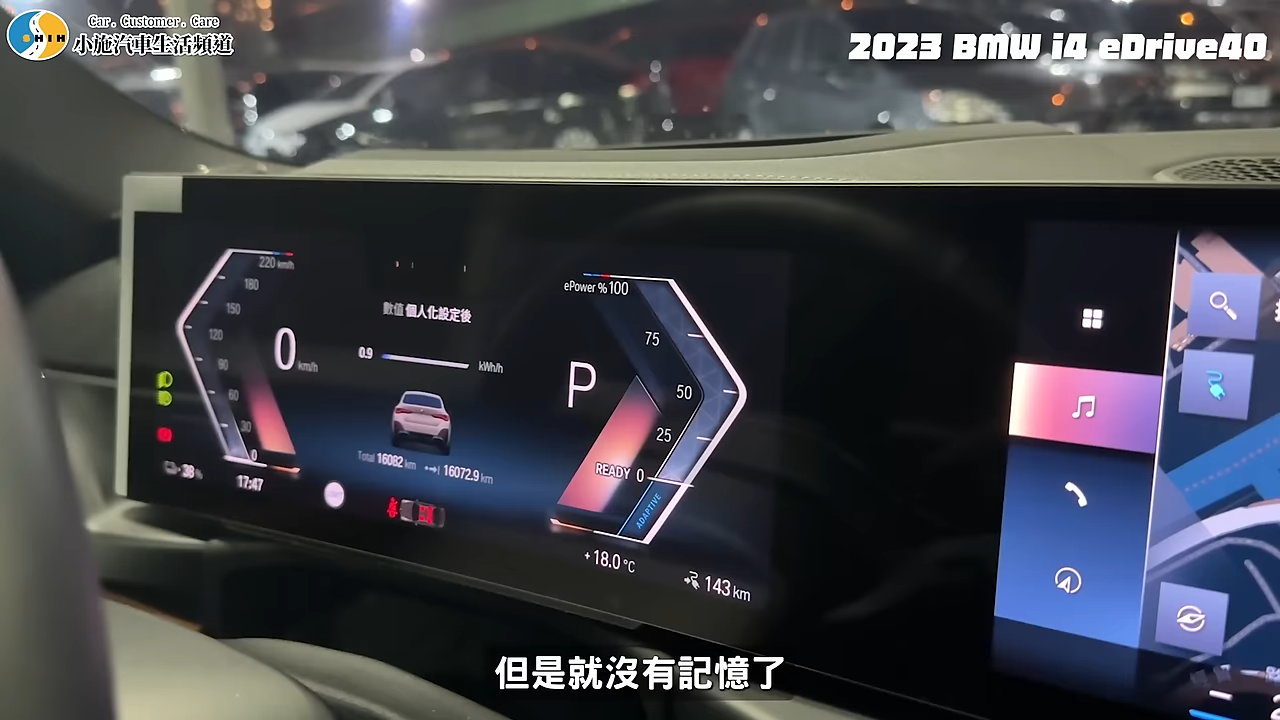 Car. Customer. Care
SHIH
小施汽車生活頻道
2023 BMW i4 eDrive40
220 km/h
180
150
120
90
60
30
0
0 km/h
數值 個人化設定後
0.9 kWh/h
Total 16082 km
16072.9 km
38 %
17:47
ePower % 100
75
50
25
READY 0
ADAPTIVE
P
+18.0 °C
143 km
但是就沒有記憶了